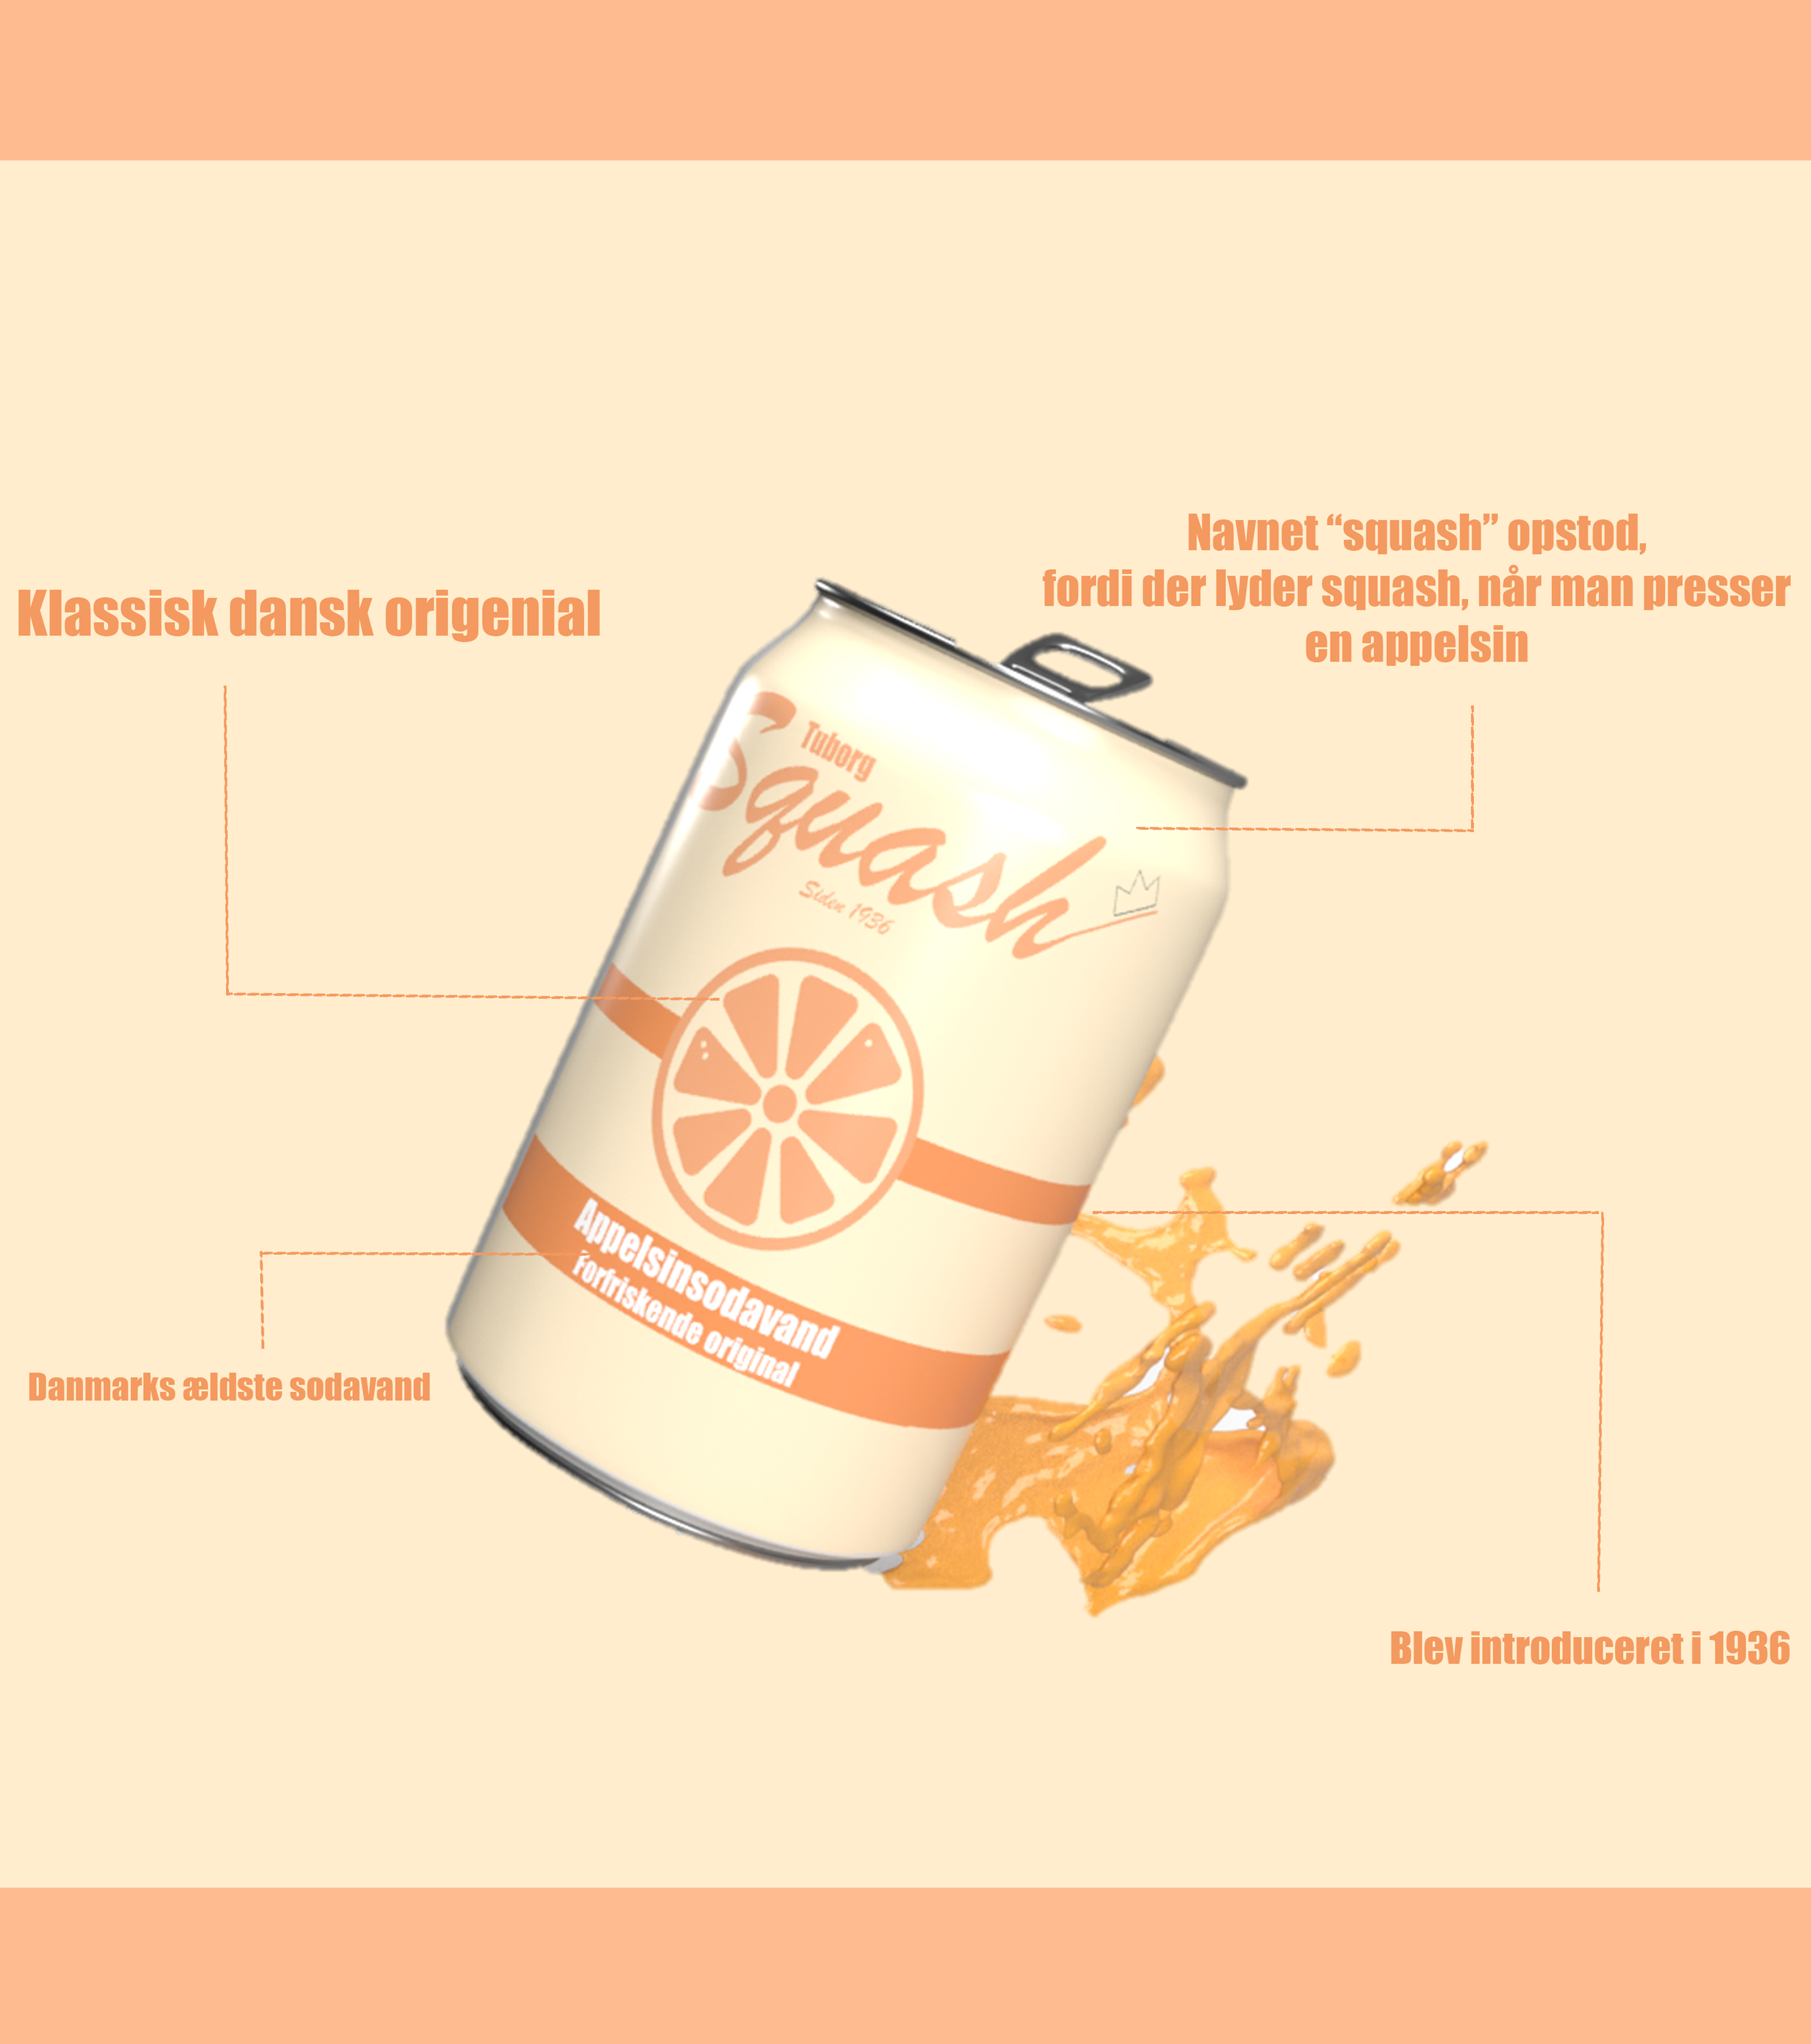 Navnet “squash” opstod,
fordi der lyder squash, når man presser
en appelsin
Klassisk dansk origenial
Tuborg
Squash
Siden 1936
Appelsinsodavand
Forfriskende original
Danmarks ældste sodavand
Blev introduceret i 1936